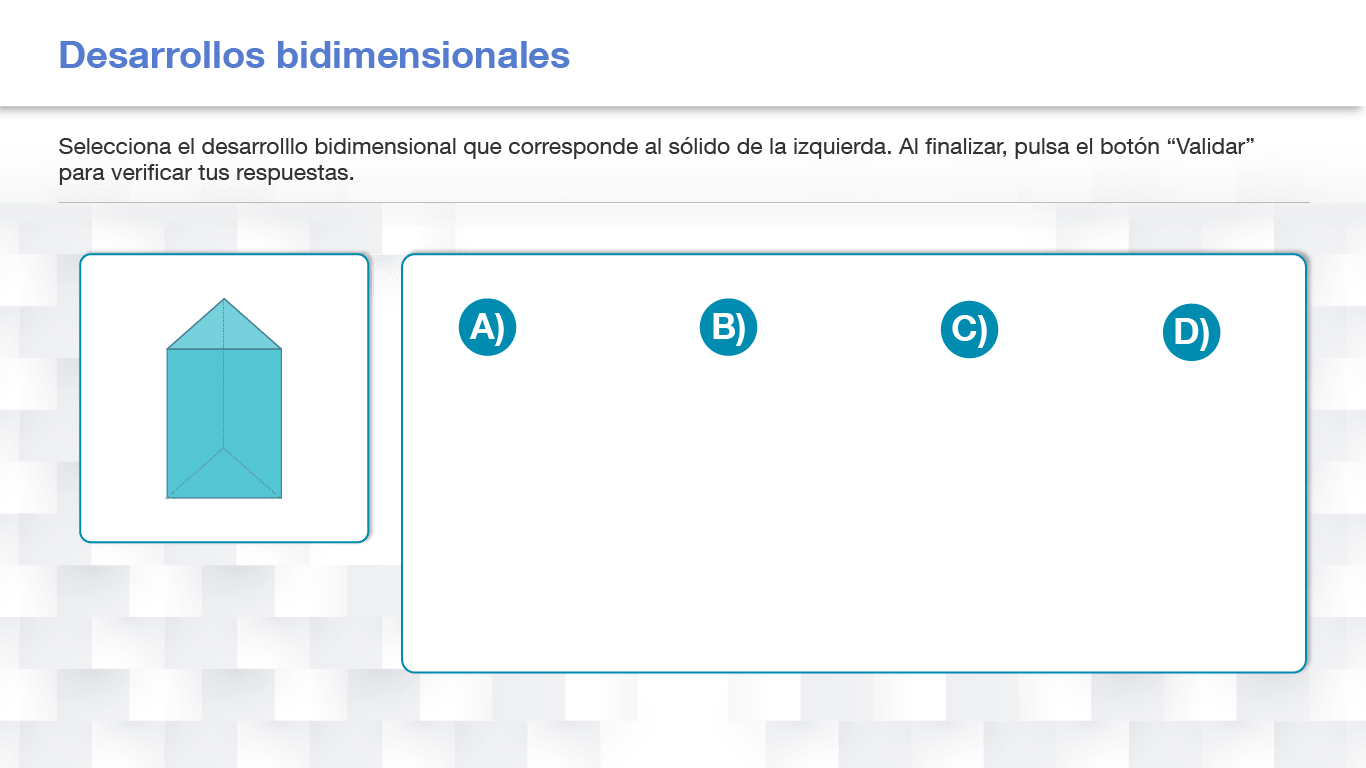 Desarrollos bidimensionales
Selecciona el desarrolllo bidimensional que corresponde al sólido de la izquierda. Al finalizar, pulsa el botón “Validar”
para verificar tus respuestas.
A) B) C) D)